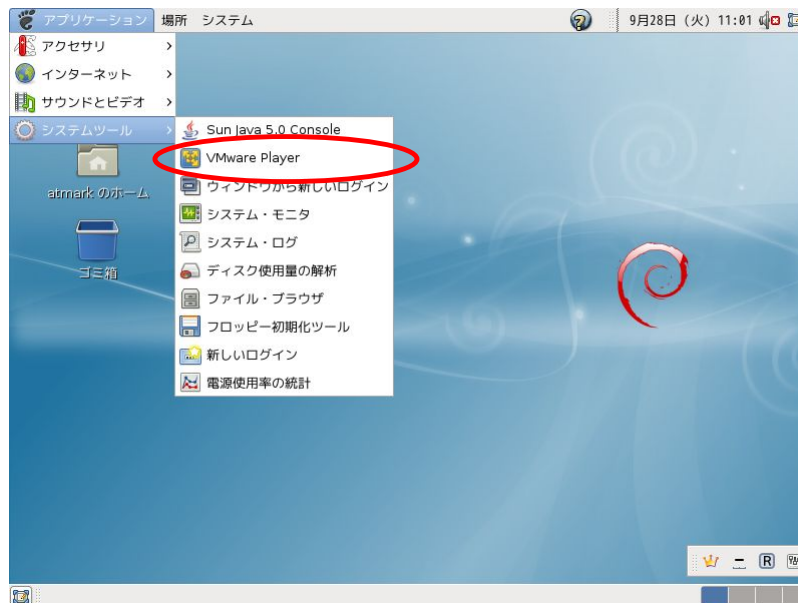 アプリケーション 場所 システム 9月28日 (火) 11:01
アクセサリ
インターネット
サウンドとビデオ
システムツール
Sun Java 5.0 Console
VMware Player
ウィンドウから新しいログイン
システム・モニタ
システム・ログ
ディスク使用量の解析
ファイル・ブラウザ
フロッピー初期化ツール
新しいログイン
電源使用率の統計
atmark のホーム
ゴミ箱
R